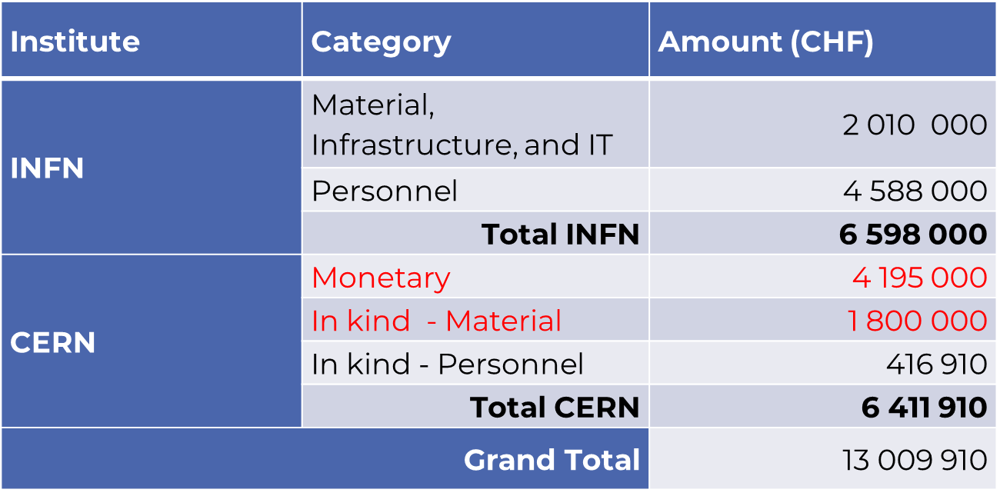 Institute Category Amount (CHF)
INFN
Material,
Infrastructure, and IT
2 010  000
Personnel 4 588 000
Total INFN 6 598 000
CERN
Monetary 4 195 000
In kind  - Material 1 800 000
In kind - Personnel 416 910
Total CERN 6 411 910
Grand Total 13 009 910